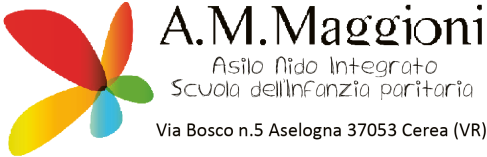 A.M.Maggioni
Asilo Nido Integrato
Scuola dell'Infanzia paritaria
Via Bosco n.5 Aselogna 37053 Cerea (VR)